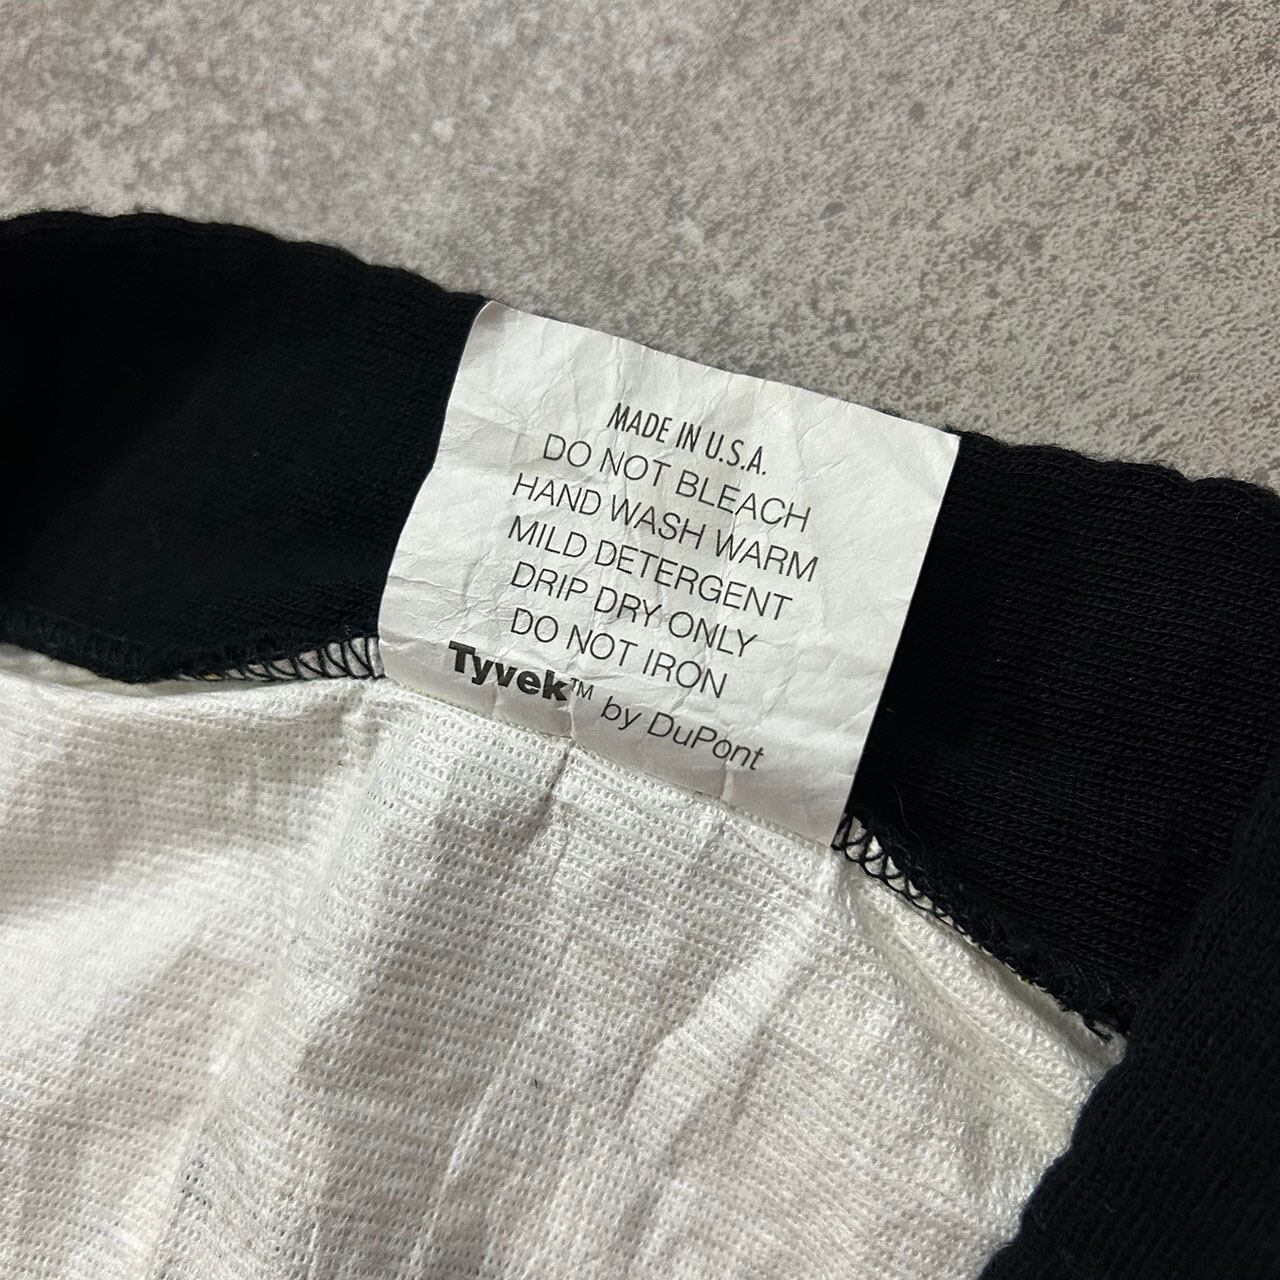 MADE IN U.S.A.
DO NOT BLEACH
HAND WASH WARM
MILD DETERGENT
DRIP DRY ONLY
DO NOT IRON
Tyvek™ by DuPont